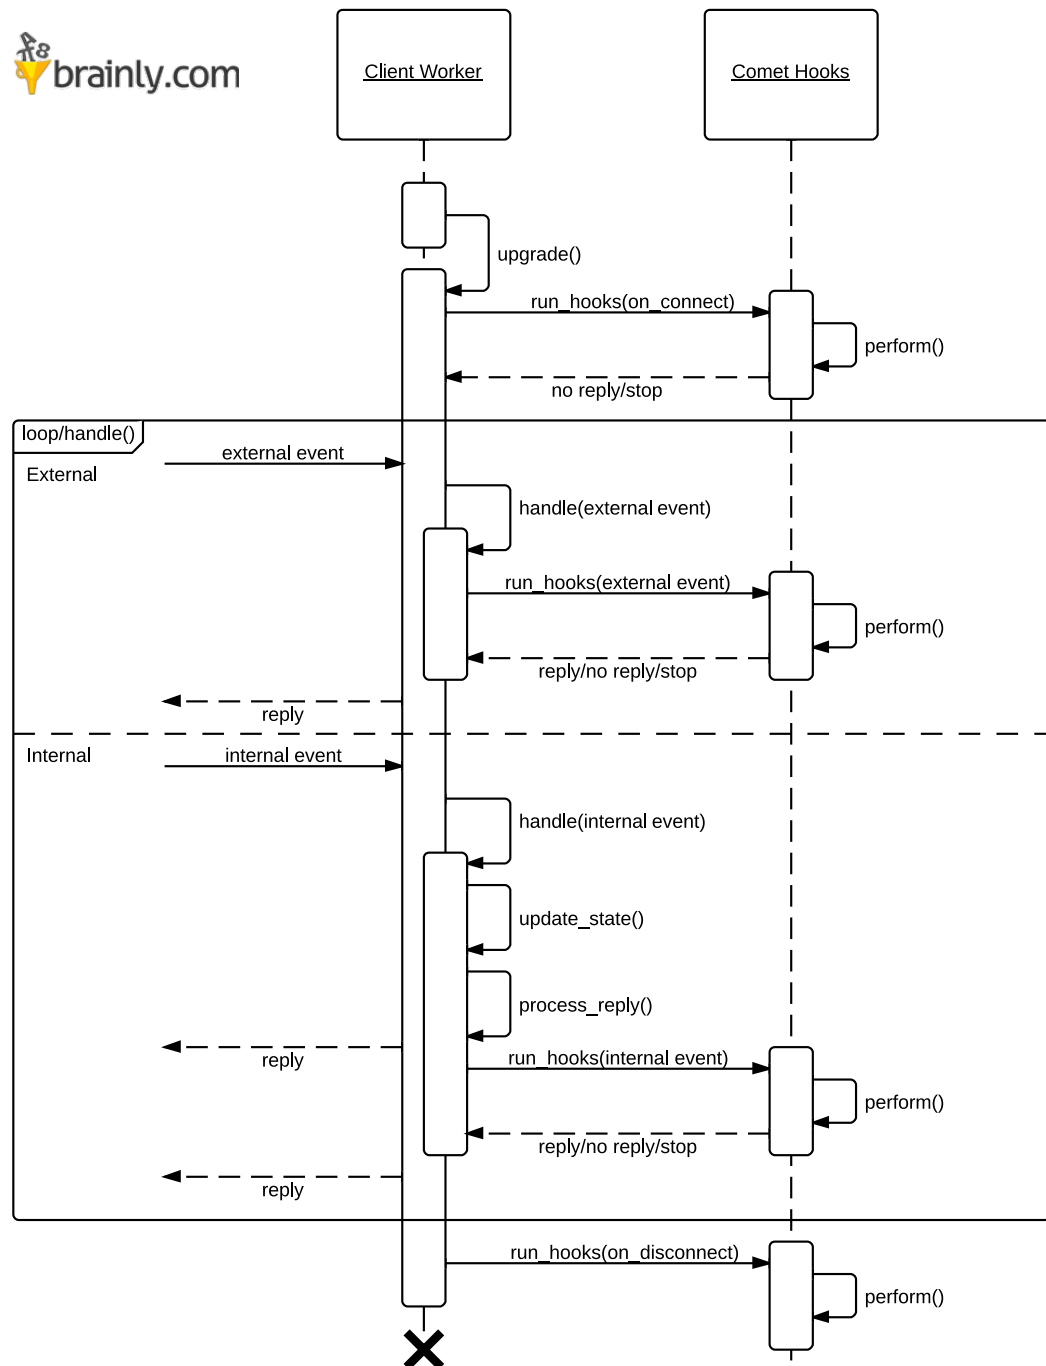 brainly.com
Client Worker
Comet Hooks
upgrade()
run_hooks(on_connect)
perform()
no reply/stop
loop/handle()
external event
External
handle(external event)
run_hooks(external event)
perform()
reply/no reply/stop
reply
Internal
internal event
handle(internal event)
update_state()
process_reply()
reply
run_hooks(internal event)
perform()
reply/no reply/stop
reply
run_hooks(on_disconnect)
perform()